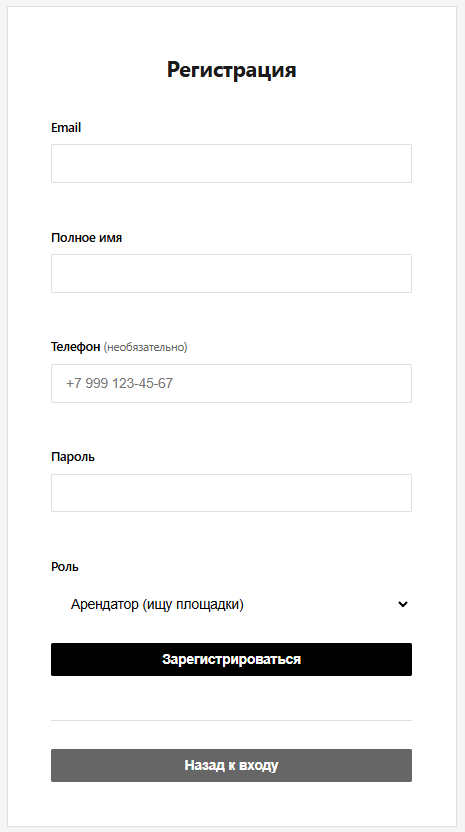 Регистрация
Email
Полное имя
Телефон (необязательно)
+7 999 123-45-67
Пароль
Роль
Арендатор (ищу площадки)
Зарегистрироваться
Назад к входу